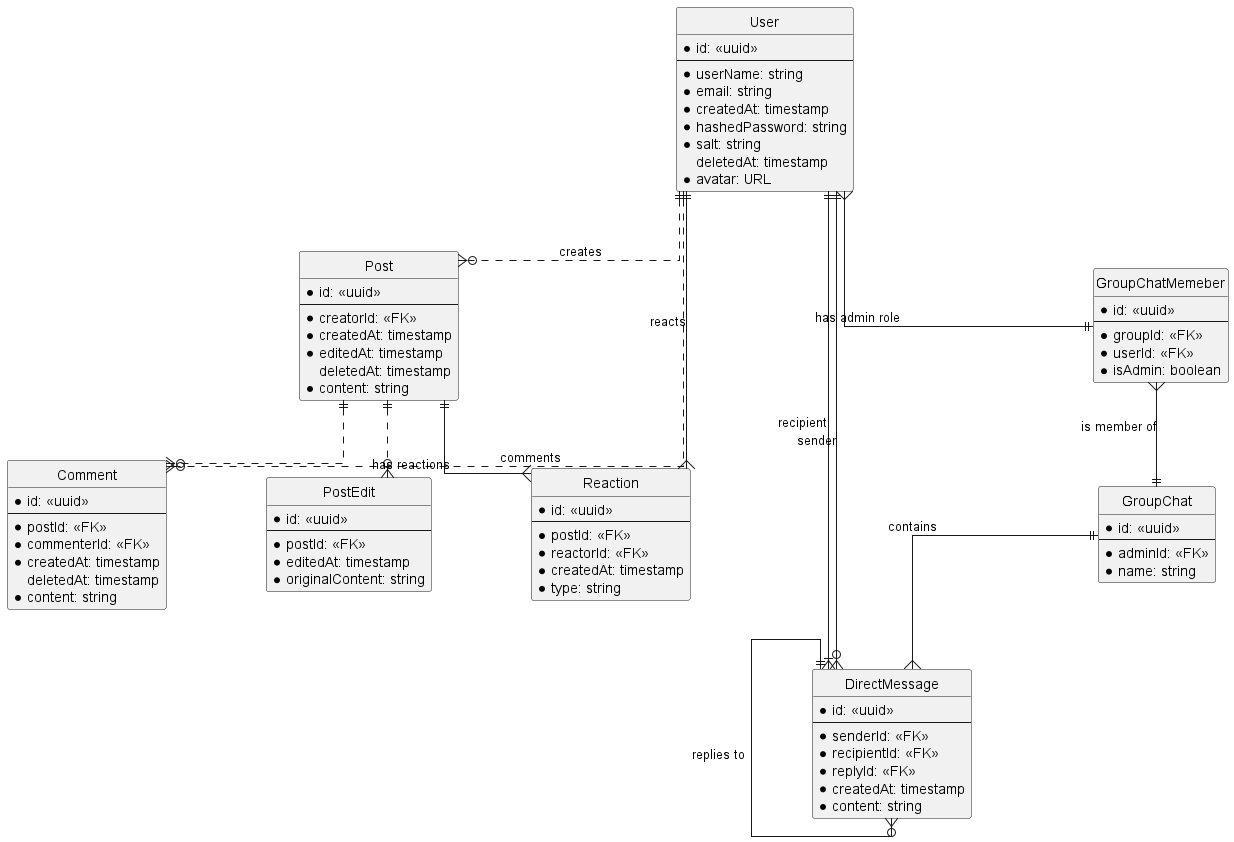 User
id: «uuid»
userName: string
email: string
createdAt: timestamp
hashedPassword: string
salt: string
deletedAt: timestamp
avatar: URL
creates
Post
id: «uuid»
creatorId: «FK»
createdAt: timestamp
editedAt: timestamp
deletedAt: timestamp
content: string
reacts
has admin role
GroupChatMemeber
id: «uuid»
groupId: «FK»
userId: «FK»
isAdmin: boolean
recipient
sender
is member of
has reactions
comments
Comment
id: «uuid»
postId: «FK»
commenterId: «FK»
createdAt: timestamp
deletedAt: timestamp
content: string
PostEdit
id: «uuid»
postId: «FK»
editedAt: timestamp
originalContent: string
Reaction
id: «uuid»
postId: «FK»
reactorId: «FK»
createdAt: timestamp
type: string
GroupChat
id: «uuid»
adminId: «FK»
name: string
contains
DirectMessage
id: «uuid»
senderId: «FK»
recipientId: «FK»
replyId: «FK»
createdAt: timestamp
content: string
replies to